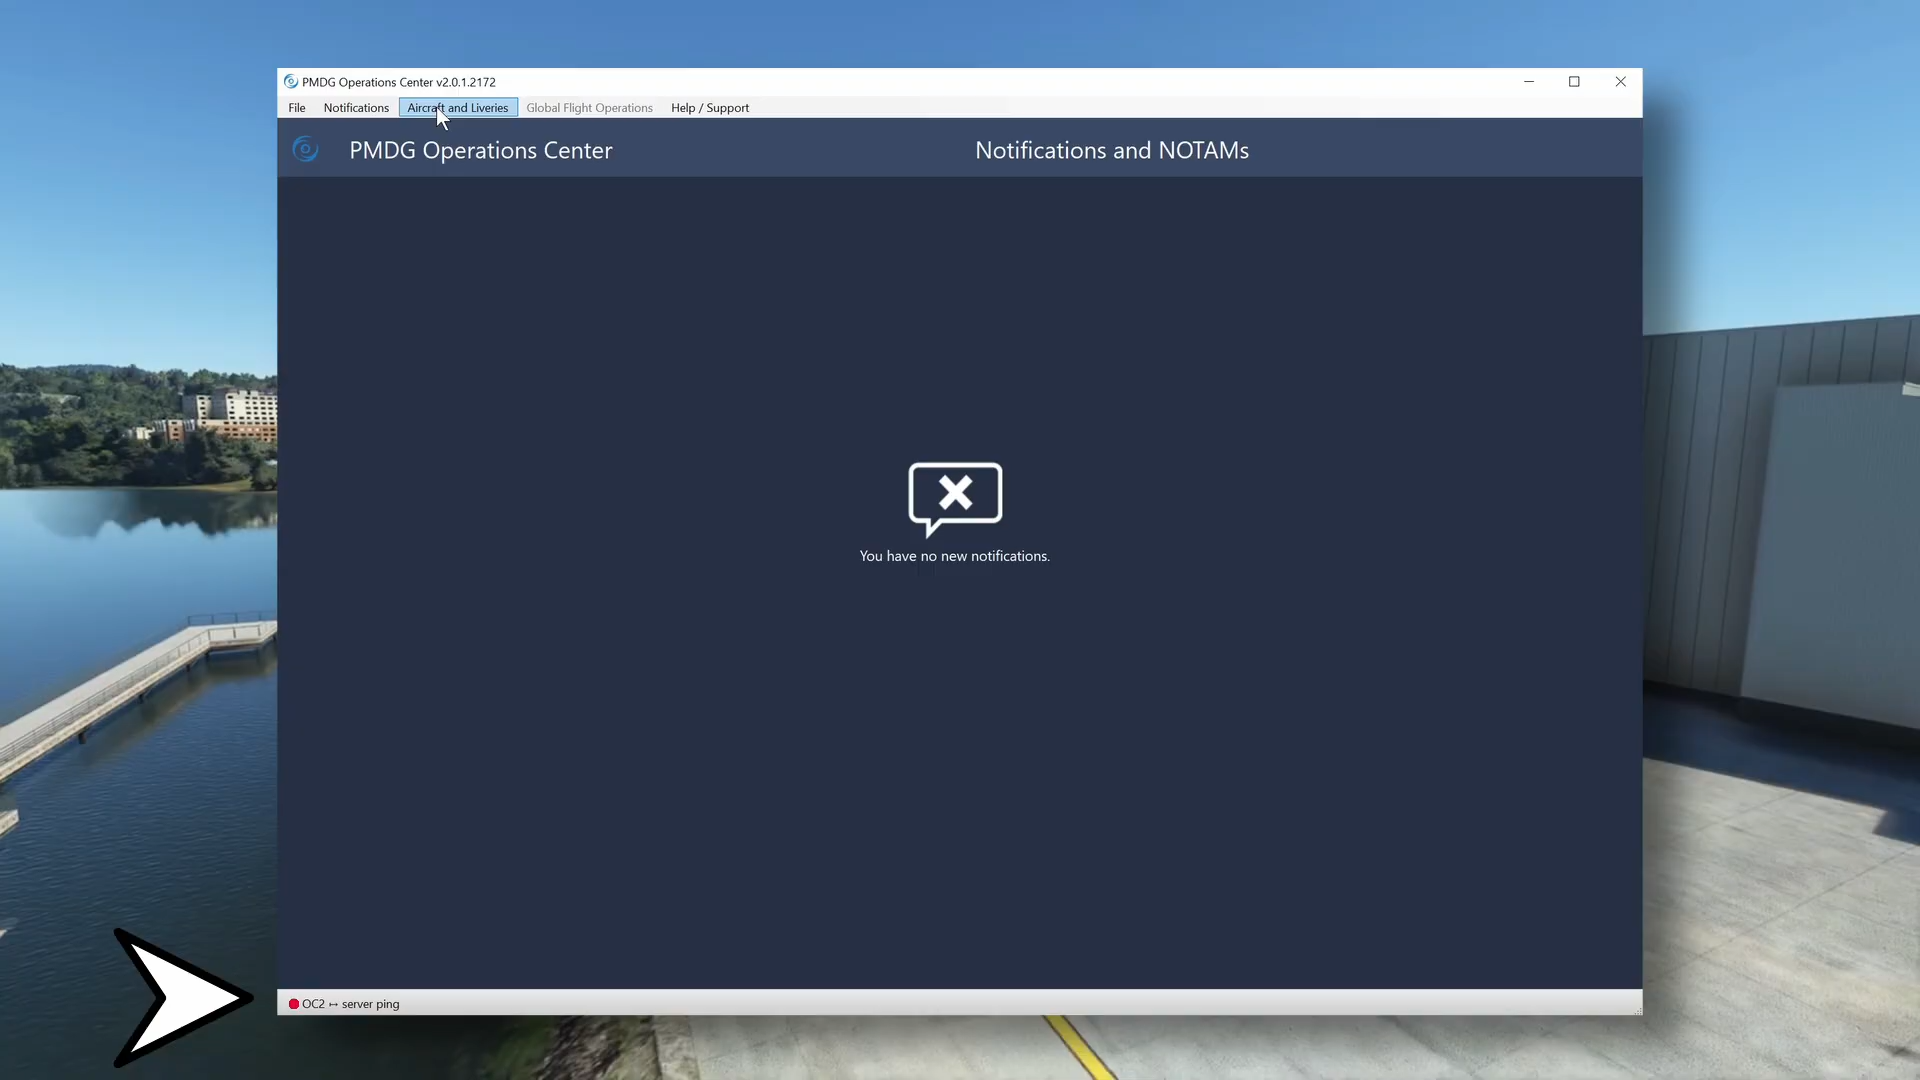 PMDG Operations Center v2.0.1.2172
File Notifications Aircraft and Liveries Global Flight Operations Help / Support
PMDG Operations Center Notifications and NOTAMs
You have no new notifications.
OC2 ↔ server ping